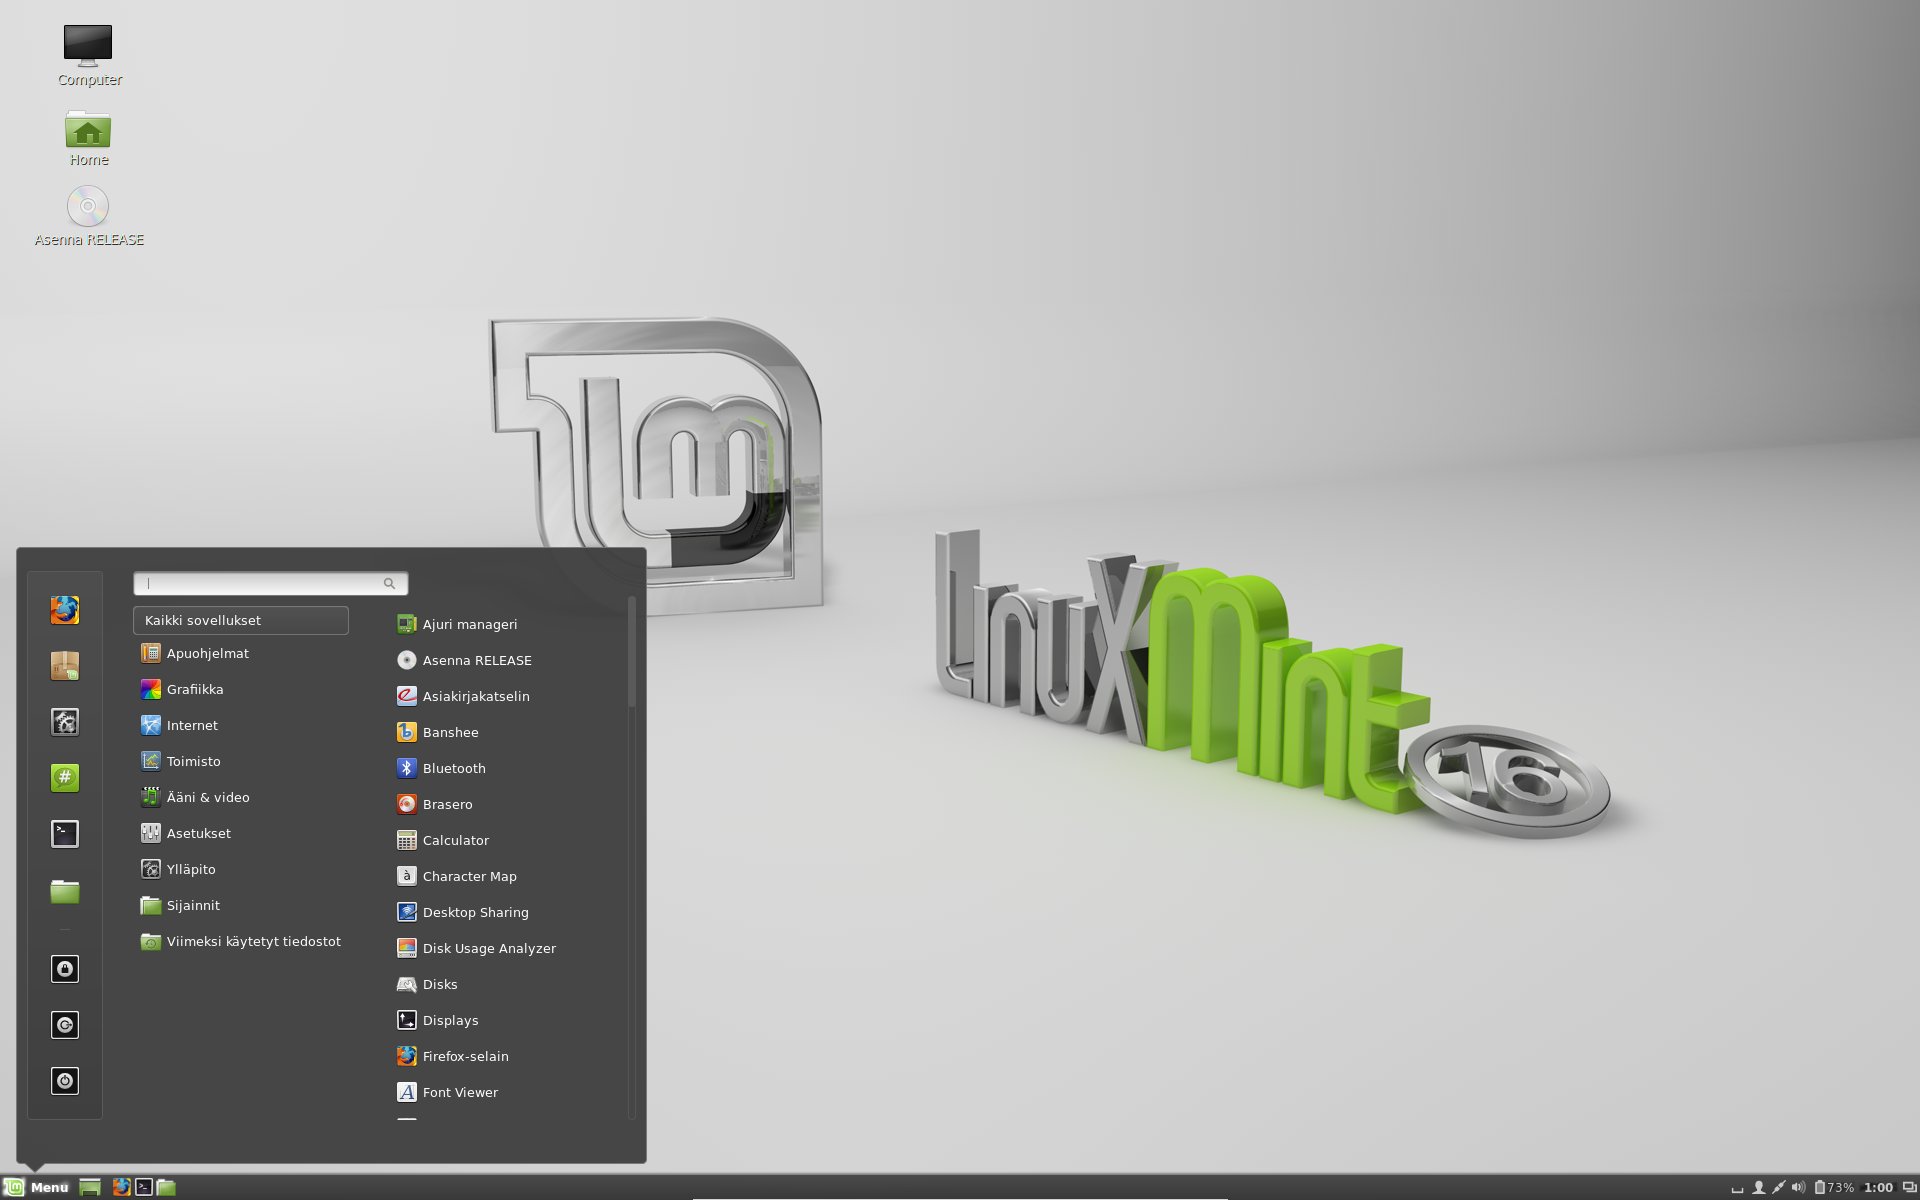 Computer
Home
Asenna RELEASE
LinuxMint
16
Kaikki sovellukset
Apuohjelmat
Grafiikka
Internet
Toimisto
Ääni & video
Asetukset
Ylläpito
Sijainnit
Viimeksi käytetyt tiedostot
Ajuri manageri
Asenna RELEASE
Asiakirjakatselin
Banshee
Bluetooth
Brasero
Calculator
Character Map
Desktop Sharing
Disk Usage Analyzer
Disks
Displays
Firefox-selain
Font Viewer
Menu
73%
1:00